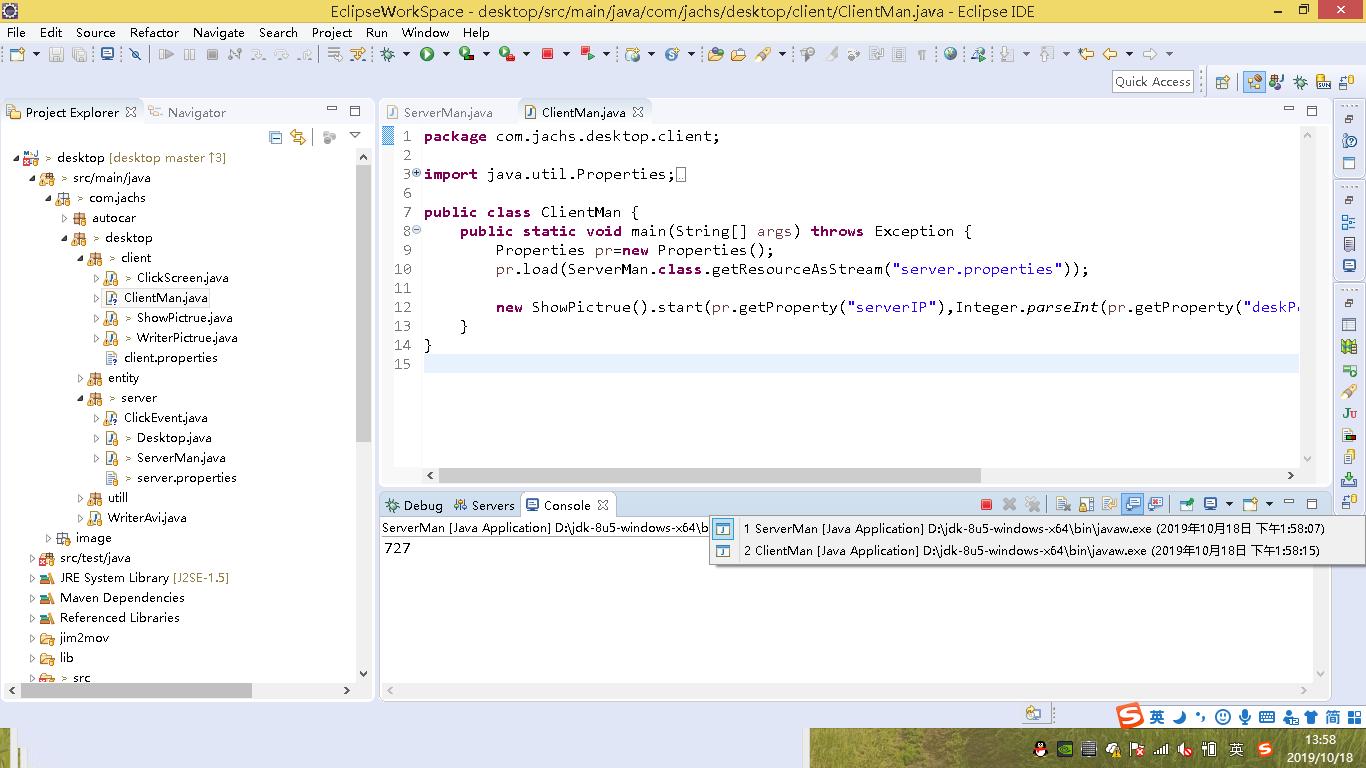 EclipseWorkSpace - desktop/src/main/java/com/jachs/desktop/client/ClientMan.java - Eclipse IDE
File Edit Source Refactor Navigate Search Project Run Window Help
Quick Access
Project Explorer Navigator
> desktop [desktop master ↑3]
> src/main/java
> com.jachs
autocar
> desktop
> client
> ClickScreen.java
ClientMan.java
> ShowPictrue.java
> WriterPictrue.java
client.properties
entity
> server
ClickEvent.java
> Desktop.java
> ServerMan.java
> server.properties
utill
WriterAvi.java
image
src/test/java
JRE System Library [J2SE-1.5]
Maven Dependencies
Referenced Libraries
jim2mov
lib
> src
ServerMan.java ClientMan.java
1 package com.jachs.desktop.client;
2
3 import java.util.Properties;
6
7 public class ClientMan {
8 public static void main(String[] args) throws Exception {
9 Properties pr=new Properties();
10 pr.load(ServerMan.class.getResourceAsStream("server.properties"));
11
12 new ShowPictrue().start(pr.getProperty("serverIP"),Integer.parseInt(pr.getProperty("deskP
13 }
14 }
15
Debug Servers Console
ServerMan [Java Application] D:\jdk-8u5-windows-x64\b
1 ServerMan [Java Application] D:\jdk-8u5-windows-x64\bin\javaw.exe (2019年10月18日 下午1:58:07)
2 ClientMan [Java Application] D:\jdk-8u5-windows-x64\bin\javaw.exe (2019年10月18日 下午1:58:15)
727
英 简
英
13:58
2019/10/18